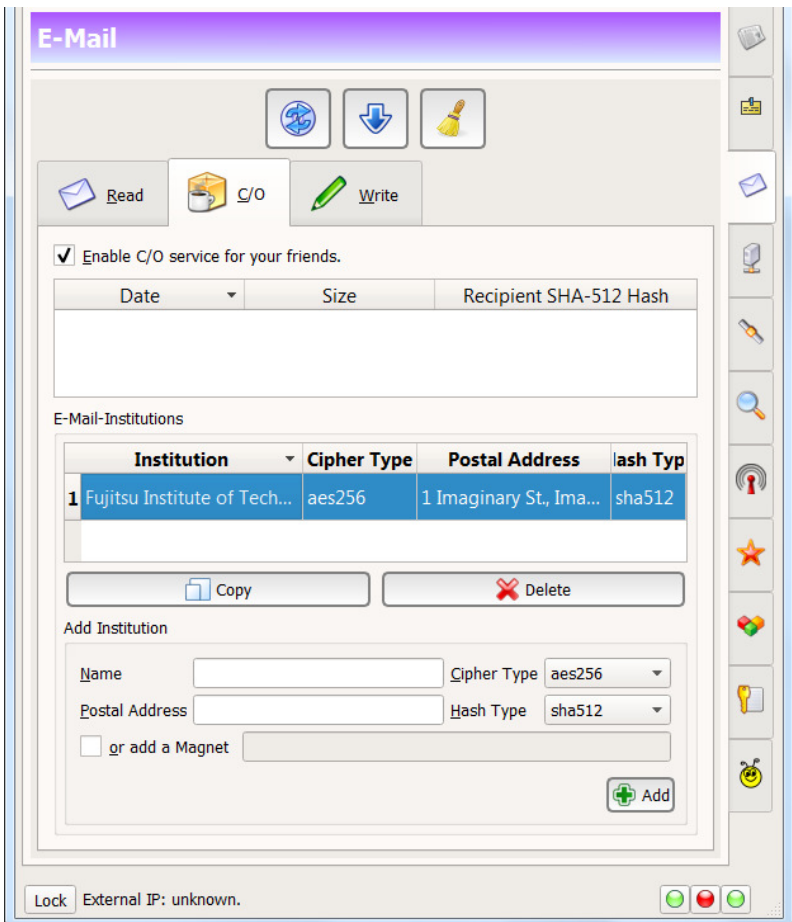 E-Mail
Read C/O Write
Enable C/O service for your friends.
Date Size Recipient SHA-512 Hash
E-Mail-Institutions
Institution Cipher Type Postal Address lash Typ
1 Fujitsu Institute of Tech... aes256 1 Imaginary St., Ima... sha512
Copy Delete
Add Institution
Name Cipher Type aes256
Postal Address Hash Type sha512
or add a Magnet
Add
Lock External IP: unknown.